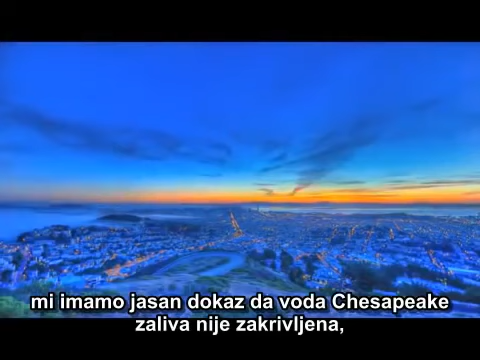 mi imamo jasan dokaz da voda Chesapeake
zaliva nije zakrivljena,